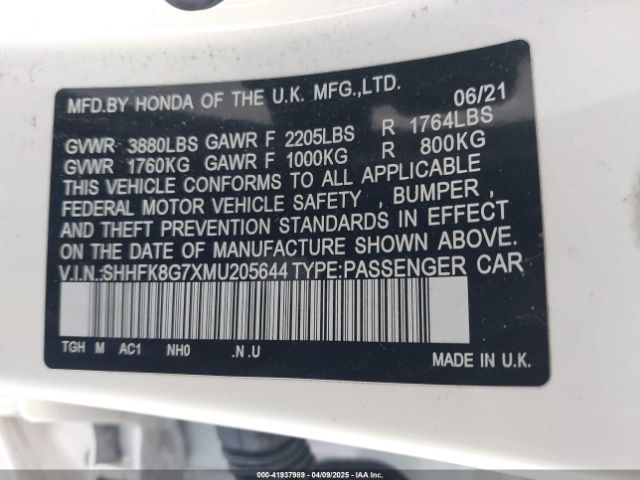 MFD.BY HONDA OF THE U.K. MFG.,LTD. 06/21
GVWR 3880LBS GAWR F 2205LBS R 1764LBS
GVWR 1760KG GAWR F 1000KG R 800KG
THIS VEHICLE CONFORMS TO ALL APPLICABLE
FEDERAL MOTOR VEHICLE SAFETY , BUMPER ,
AND THEFT PREVENTION STANDARDS IN EFFECT
ON THE DATE OF MANUFACTURE SHOWN ABOVE.
V.I.N.:SHHFK8G7XMU205644 TYPE:PASSENGER CAR
TGH M AC1 NH0 .N .U
MADE IN U.K.
000-41937989 - 04/09/2025 - IAAI.COM